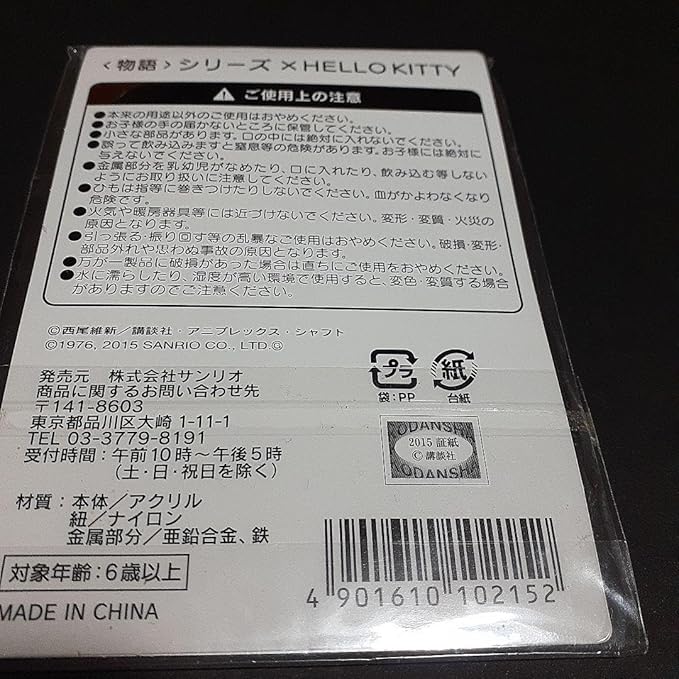 〈物語〉シリーズ×HELLO KITTY
ご使用上の注意
●本来の用途以外のご使用はおやめください。
●お子様の手の届かないところに保管してください。
●小さな部品があります。口の中には絶対に入れないでください。
●誤って飲み込みますと窒息等の危険があります。お子様には絶対に
与えないでください。
●金属部分を乳幼児がなめたり、口に入れたり、飲み込む等しない
ようにお取り扱いに注意してください。
●ひもは指等に巻きつけたりしないでください。血がかよわなくなり
危険です。
●火気や暖房器具等には近づけないでください。変形・変質・火災の
原因となります。
●引っ張る・振り回す等の乱暴なご使用はおやめください。破損・変形・
部品外れや思わぬ事故の原因となります。
●万が一製品に破損があった場合は直ちにご使用をおやめください。
●水に濡らしたり、湿度が高い環境で使用すると、変色・変質する場合
がありますのでご注意ください。
©西尾維新／講談社・アニプレックス・シャフト
©1976, 2015 SANRIO CO., LTD.Ⓖ
発売元 株式会社サンリオ
商品に関するお問い合わせ先
〒141-8603
東京都品川区大崎 1-11-1
TEL 03-3779-8191
受付時間：午前10時～午後5時
（土・日・祝日を除く）
プラ
袋：PP
紙
台紙
ODANSH
2015 証紙
©講談社
ODANSH
材質：本体／アクリル
紐／ナイロン
金属部分／亜鉛合金、鉄
対象年齢：6歳以上
MADE IN CHINA
4 901610 102152